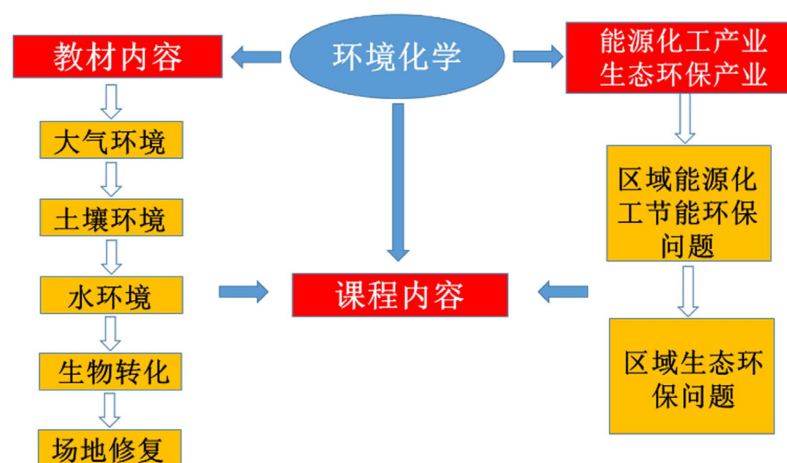 教材内容
环境化学
能源化工产业
生态环保产业
大气环境
土壤环境
水环境
生物转化
场地修复
课程内容
区域能源化
工节能环保
问题
区域生态环
保问题